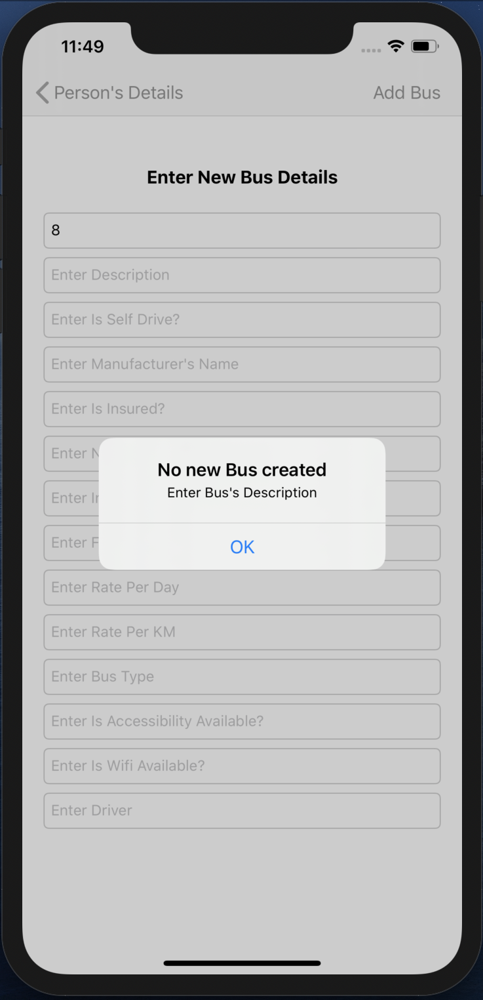 11:49
Person's Details
Add Bus
Enter New Bus Details
8
Enter Description
Enter Is Self Drive?
Enter Manufacturer's Name
Enter Is Insured?
Enter
No new Bus created
Enter Bus's Description
Enter
OK
Enter
Enter Rate Per Day
Enter Rate Per KM
Enter Bus Type
Enter Is Accessibility Available?
Enter Is Wifi Available?
Enter Driver